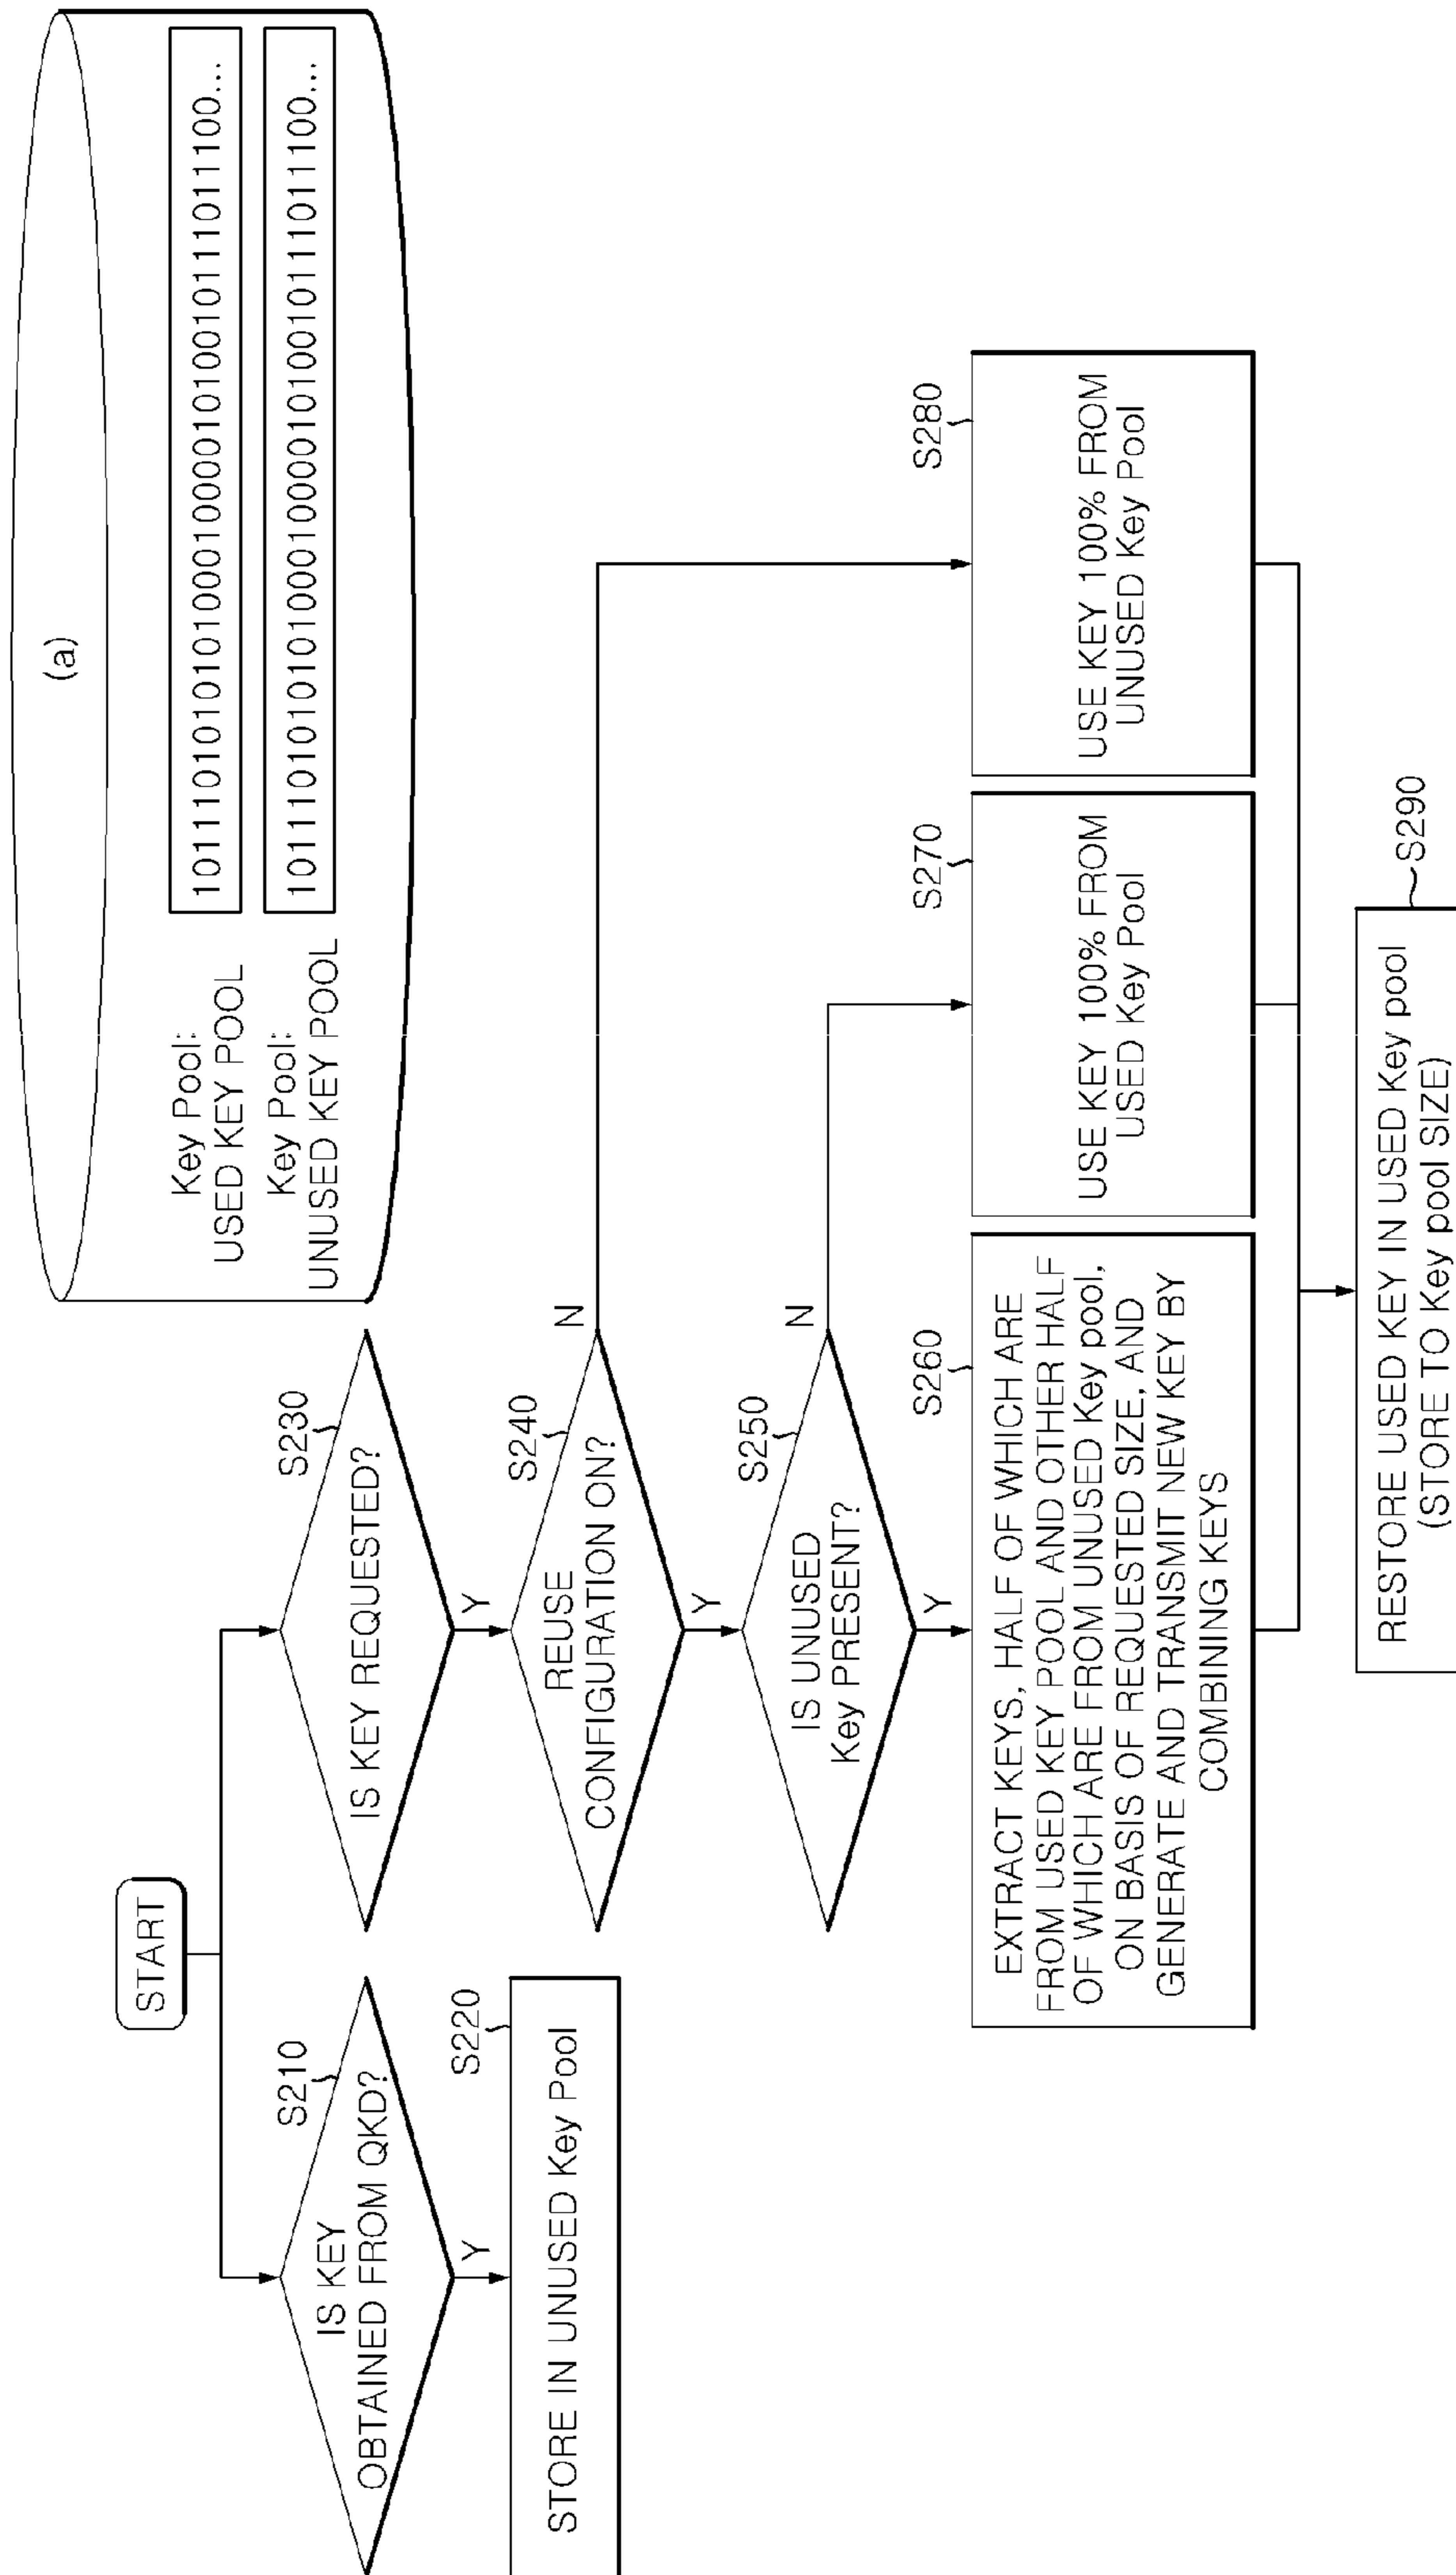 (a)
Key Pool:
USED KEY POOL
10111010101000100001010010111011100...
Key Pool:
UNUSED KEY POOL
10111010101000100001010010111011100...
START
S210
IS KEY
OBTAINED FROM QKD?
Y
S220
STORE IN UNUSED Key Pool
S230
IS KEY REQUESTED?
Y
S240
REUSE
CONFIGURATION ON?
N
Y
S250
IS UNUSED
Key PRESENT?
N
Y
S260
EXTRACT KEYS, HALF OF WHICH ARE
FROM USED KEY POOL AND OTHER HALF
OF WHICH ARE FROM UNUSED Key pool,
ON BASIS OF REQUESTED SIZE, AND
GENERATE AND TRANSMIT NEW KEY BY
COMBINING KEYS
S270
USE KEY 100% FROM
USED Key Pool
S280
USE KEY 100% FROM
UNUSED Key Pool
S290
RESTORE USED KEY IN USED Key pool
(STORE TO Key pool SIZE)